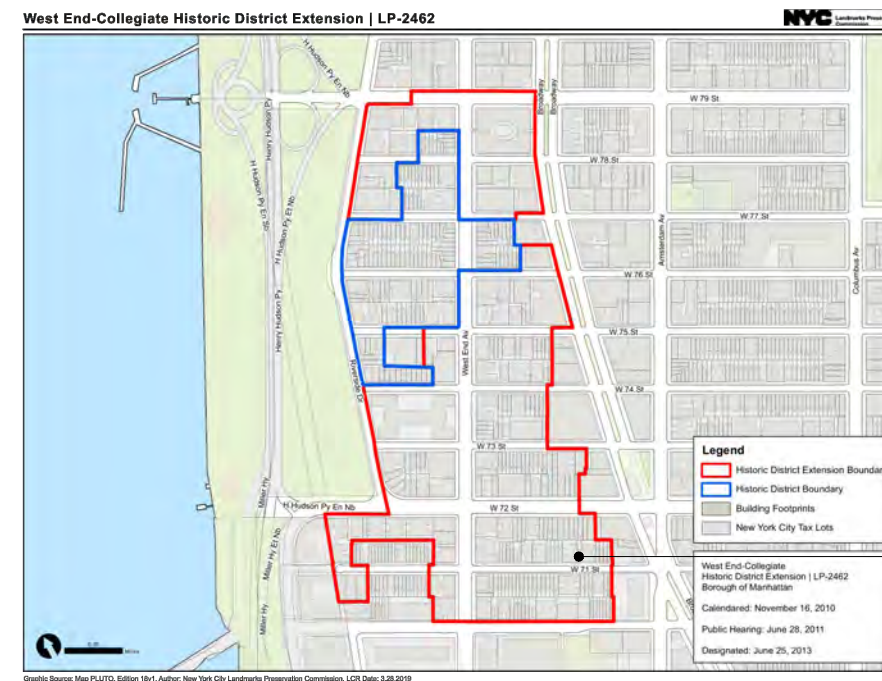 West End-Collegiate Historic District Extension | LP-2462
NYC Landmarks Preser
Commission
H Hudson Py En Nb
Broadway
Broadway
W 79 St
Henry Hudson Py
W 78 St
H Hudson Py En Sb
H Hudson Py Et Nb
W 77 St
Amsterdam Av
Columbus Av
W 76 St
Henry Hudson Py
W 75 St
West End Av
Riverside Dr
W 74 St
W 73 St
Legend
Historic District Extension Boundar
Historic District Boundary
Building Footprints
New York City Tax Lots
Miller Hy
H Hudson Py En Nb
W 72 St
Miller Hy Et Nb
W 71 St
Miller Hy
Miles
West End-Collegiate
Historic District Extension | LP-2462
Borough of Manhattan
Calendared: November 16, 2010
Public Hearing: June 28, 2011
Designated: June 25, 2013
Graphic Source: Map PLUTO, Edition 18v1, Author: New York City Landmarks Preservation Commission, LCR Date: 3.28.2019